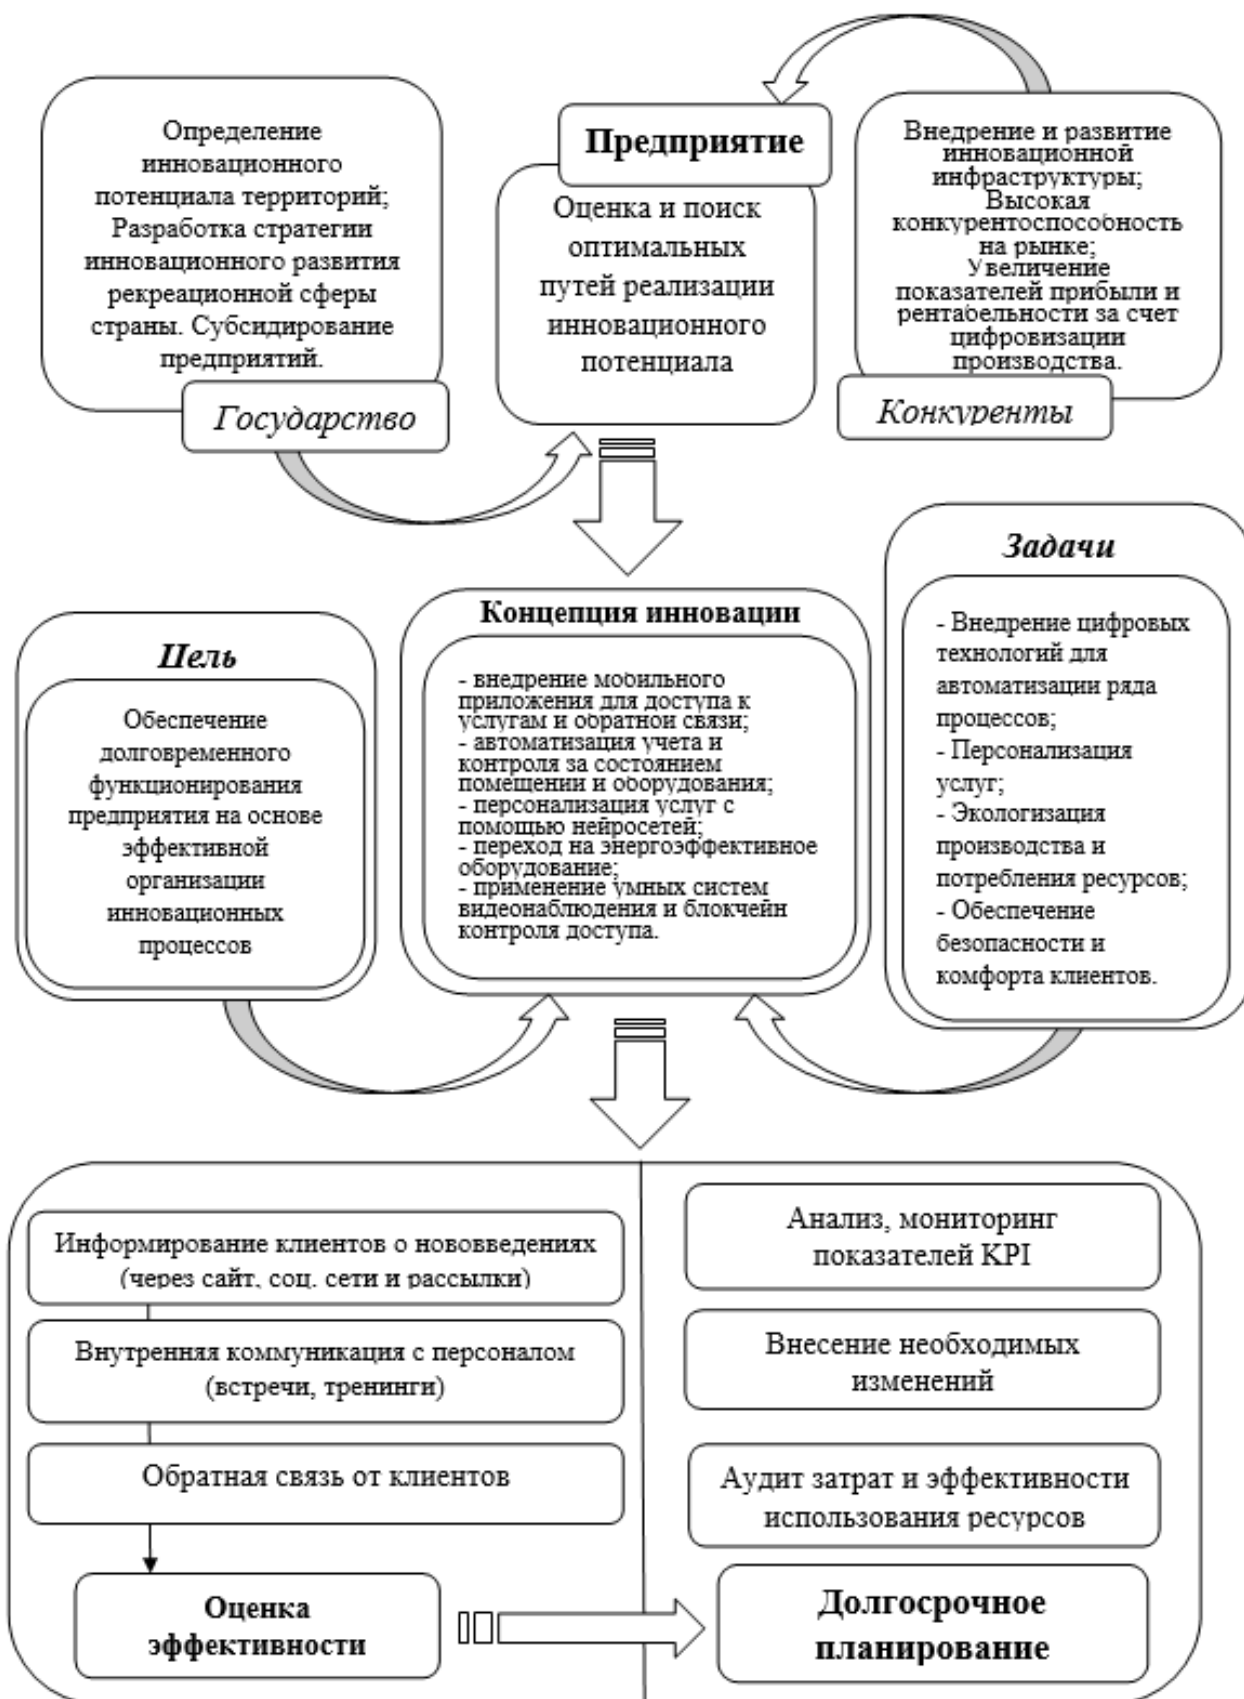 Определение
инновационного
потенциала территорий;
Разработка стратегии
инновационного развития
рекреационной сферы
страны. Субсидирование
предприятий.
Государство
Предприятие
Оценка и поиск
оптимальных
путей реализации
инновационного
потенциала
Внедрение и развитие
инновационной
инфраструктуры;
Высокая
конкурентоспособность
на рынке;
Увеличение
показателей прибыли и
рентабельности за счет
цифровизации
производства.
Конкуренты
Цель
Обеспечение
долговременного
функционирования
предприятия на основе
эффективной
организации
инновационных
процессов
Концепция инновации
- внедрение мобильного
приложения для доступа к
услугам и обратной связи;
- автоматизация учета и
контроля за состоянием
помещений и оборудования;
- персонализация услуг с
помощью нейросетей;
- переход на энергоэффективное
оборудование;
- применение умных систем
видеонаблюдения и блокчейн
контроля доступа.
Задачи
- Внедрение цифровых
технологий для
автоматизации ряда
процессов;
- Персонализация
услуг;
- Экологизация
производства и
потребления ресурсов;
- Обеспечение
безопасности и
комфорта клиентов.
Информирование клиентов о нововведениях
(через сайт, соц. сети и рассылки)
Внутренняя коммуникация с персоналом
(встречи, тренинги)
Обратная связь от клиентов
Оценка
эффективности
Анализ, мониторинг
показателей KPI
Внесение необходимых
изменений
Аудит затрат и эффективности
использования ресурсов
Долгосрочное
планирование